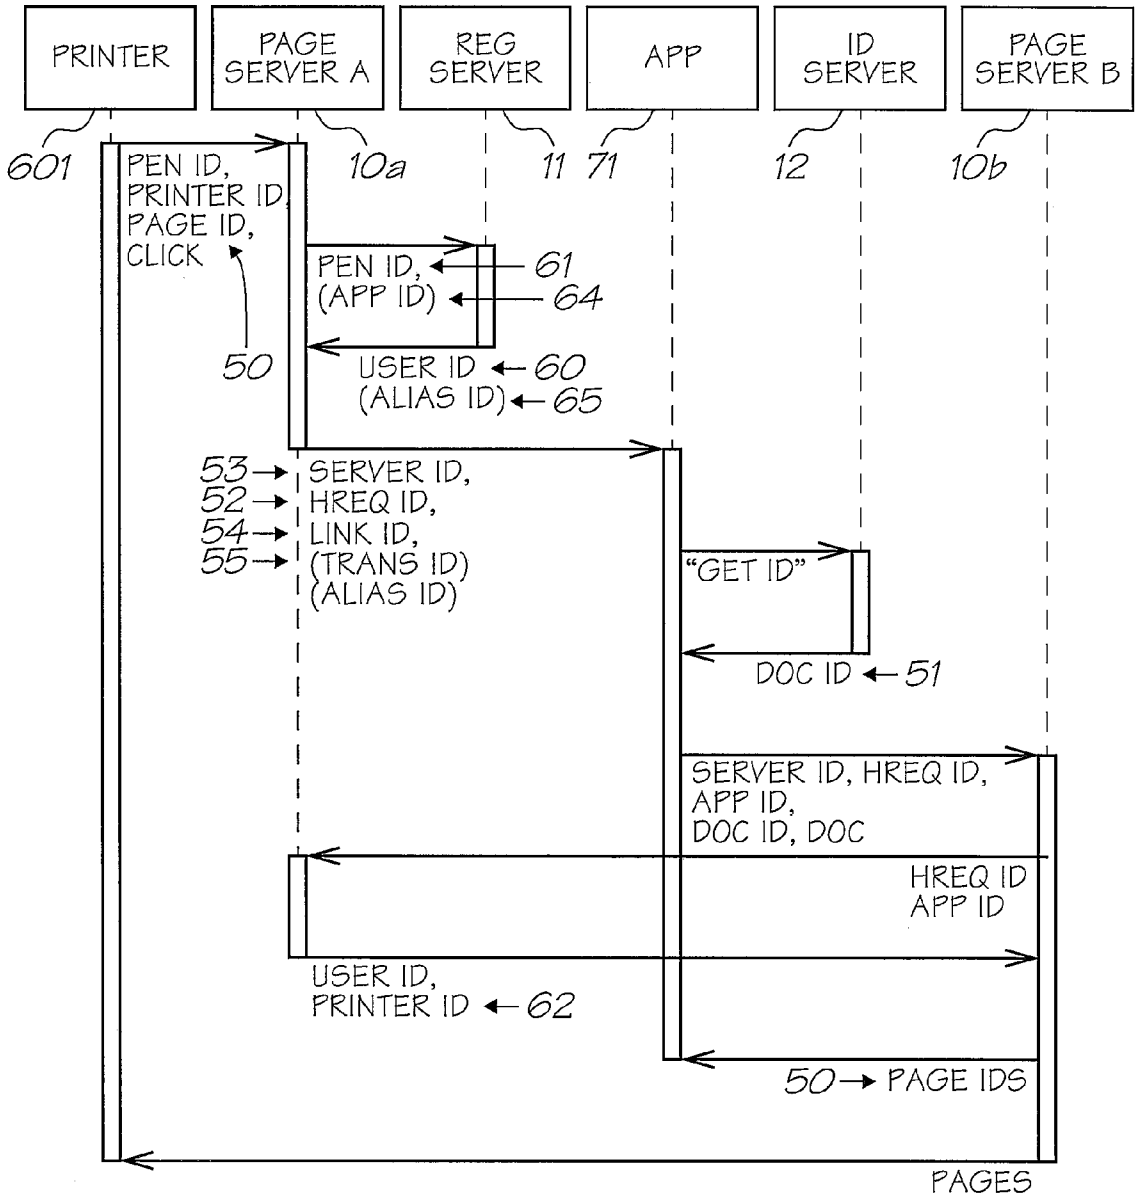 PRINTER
PAGE
SERVER A
REG
SERVER
APP
ID
SERVER
PAGE
SERVER B
601
10a
11
71
12
10b
PEN ID,
PRINTER ID
PAGE ID,
CLICK
50
PEN ID, 61
(APP ID) 64
USER ID 60
(ALIAS ID) 65
53 SERVER ID,
52 HREQ ID,
54 LINK ID,
55 (TRANS ID)
(ALIAS ID)
"GET ID"
DOC ID 51
SERVER ID, HREQ ID,
APP ID,
DOC ID, DOC
HREQ ID
APP ID
USER ID,
PRINTER ID 62
50 PAGE IDS
PAGES